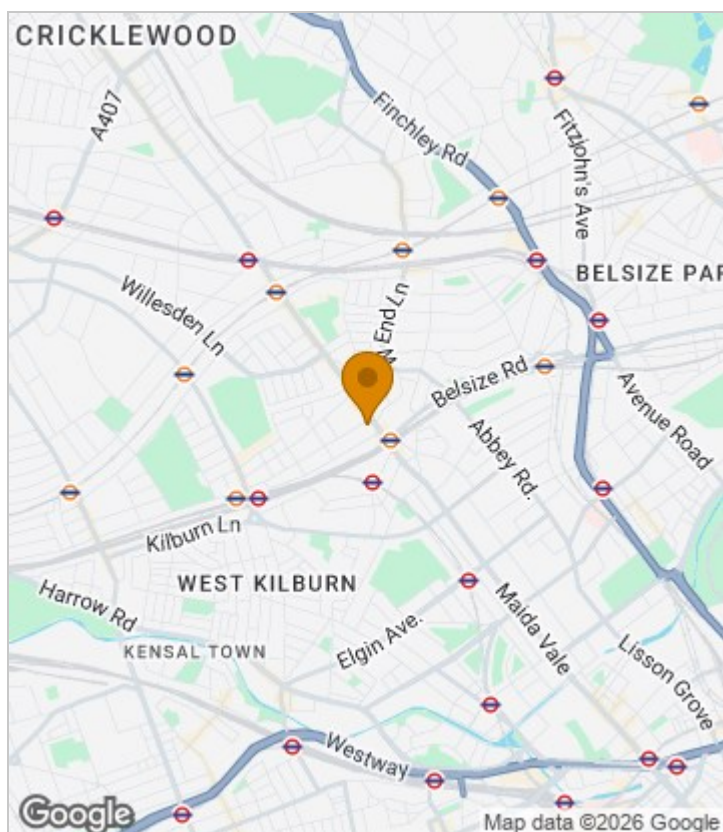 CRICKLEWOOD
A407
Finchley Rd
Fitzjohn's Ave
BELSIZE PAR
Willesden Ln
W End Ln
Belsize Rd
Avenue Road
Abbey Rd.
Kilburn Ln
WEST KILBURN
Harrow Rd
Maida Vale
Elgin Ave.
KENSAL TOWN
Lisson Grove
Westway
Google
Map data ©2026 Google